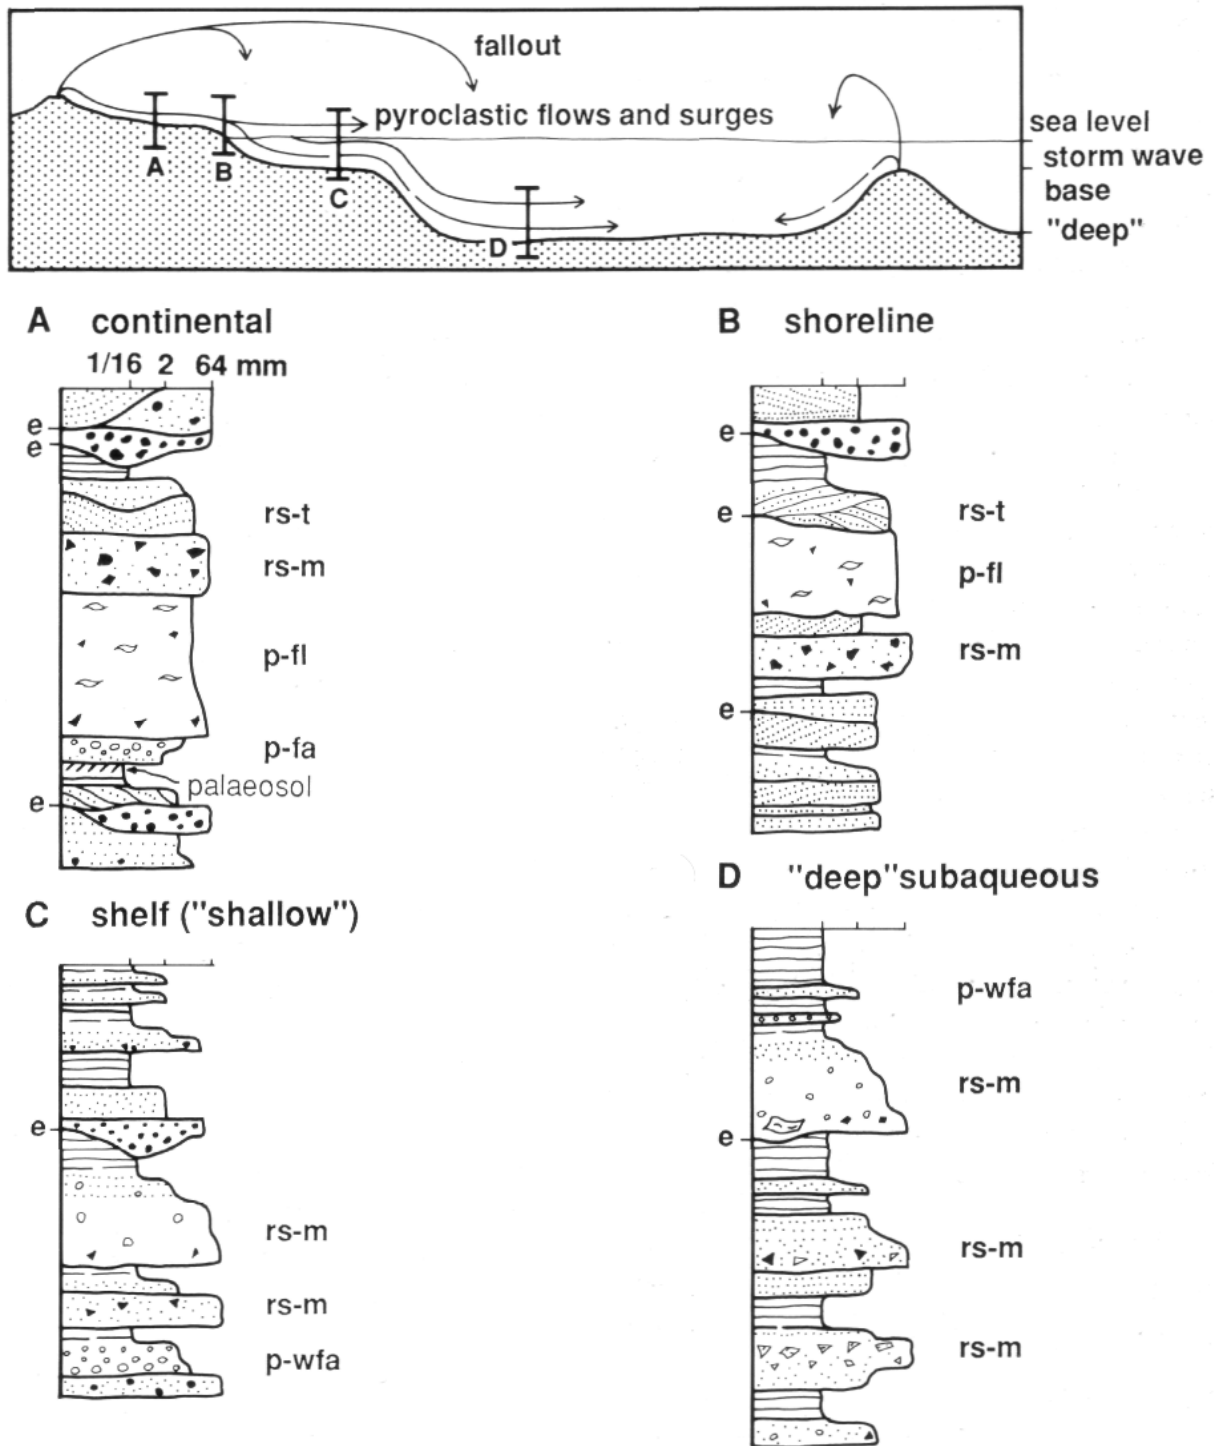 fallout
pyroclastic flows and surges
sea level
storm wave
base
"deep"
A
B
C
D
A continental
1/16 2 64 mm
e
e
rs-t
rs-m
p-fl
p-fa
palaeosol
e
B shoreline
e
rs-t
e
p-fl
rs-m
e
C shelf ("shallow")
e
rs-m
rs-m
p-wfa
D "deep"subaqueous
p-wfa
rs-m
e
rs-m
rs-m